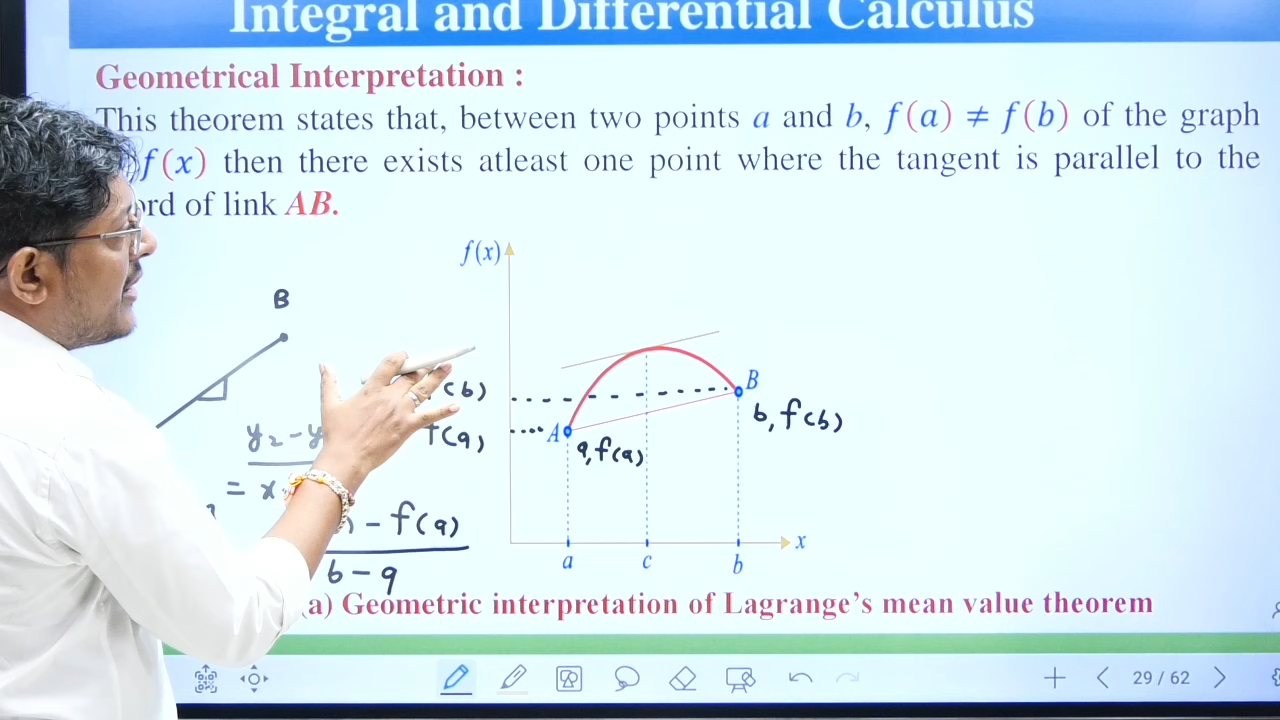 Integral and Differential Calculus
Geometrical Interpretation :
This theorem states that, between two points a and b, f(a) ≠ f(b) of the graph
f(x) then there exists atleast one point where the tangent is parallel to the
ord of link AB.
f(x)
B
B
(b)
b, f(b)
f(a)
A
a, f(a)
y₂ - y
= x
- f(a)
b - a
x
a c b
(a) Geometric interpretation of Lagrange's mean value theorem
29 / 62